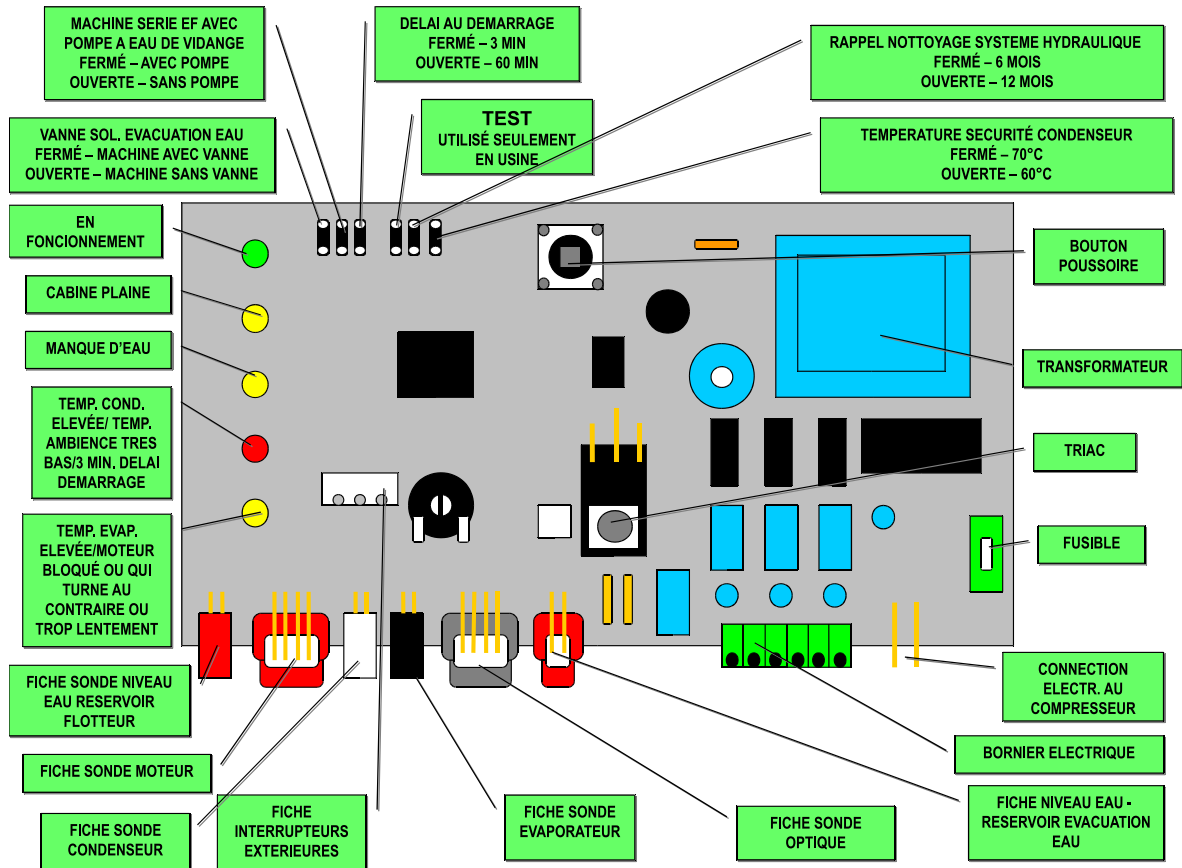 MACHINE SERIE EF AVEC
POMPE A EAU DE VIDANGE
FERMÉ – AVEC POMPE
OUVERTE – SANS POMPE
DELAI AU DEMARRAGE
FERMÉ – 3 MIN
OUVERTE – 60 MIN
RAPPEL NOTTOYAGE SYSTEME HYDRAULIQUE
FERMÉ – 6 MOIS
OUVERTE – 12 MOIS
VANNE SOL. EVACUATION EAU
FERMÉ – MACHINE AVEC VANNE
OUVERTE – MACHINE SANS VANNE
TEST
UTILISÉ SEULEMENT
EN USINE
TEMPERATURE SECURITÉ CONDENSEUR
FERMÉ – 70°C
OUVERTE – 60°C
EN
FONCIONNEMENT
BOUTON
POUSSOIRE
CABINE PLAINE
MANQUE D'EAU
TRANSFORMATEUR
TEMP. COND.
ELEVÉE/ TEMP.
AMBIENCE TRES
BAS/3 MIN. DELAI
DEMARRAGE
TRIAC
TEMP. EVAP.
ELEVÉE/MOTEUR
BLOQUÉ OU QUI
TURNE AU
CONTRAIRE OU
TROP LENTEMENT
FUSIBLE
FICHE SONDE NIVEAU
EAU RESERVOIR
FLOTTEUR
CONNECTION
ELECTR. AU
COMPRESEUR
FICHE SONDE MOTEUR
BORNIER ELECTRIQUE
FICHE SONDE
CONDENSEUR
FICHE
INTERRUPTEURS
EXTERIEURES
FICHE SONDE
EVAPORATEUR
FICHE SONDE
OPTIQUE
FICHE NIVEAU EAU -
RESERVOIR EVACUATION
EAU